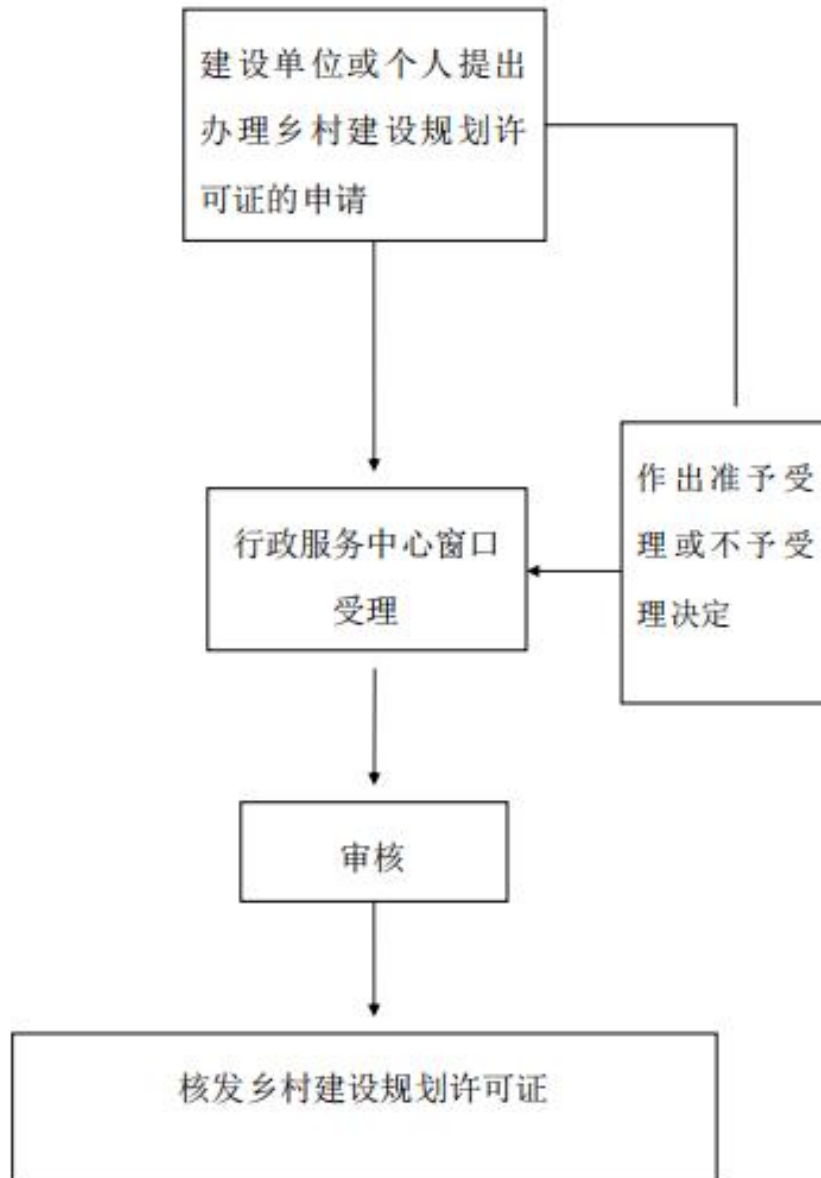 建设单位或个人提出
办理乡村建设规划许
可证的申请
作出准予受
理或不予受
理决定
行政服务中心窗口
受理
审核
核发乡村建设规划许可证